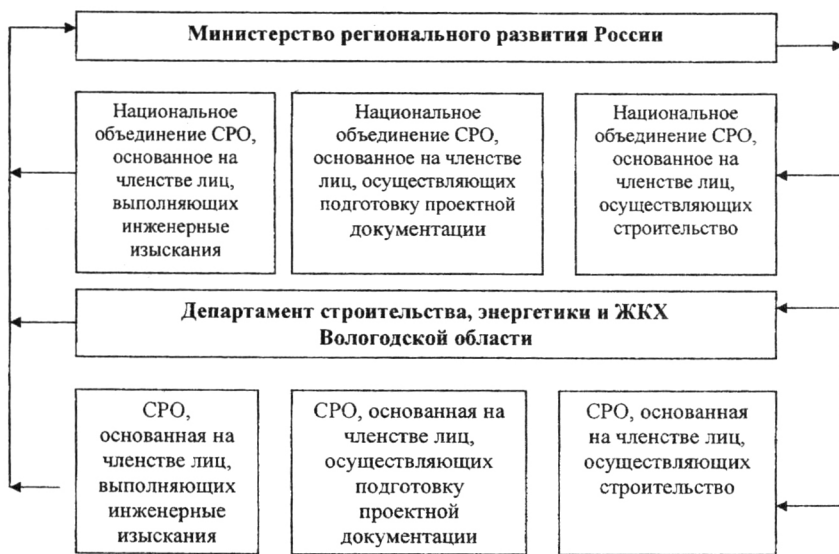 Министерство регионального развития России
Национальное
объединение СРО,
основанное на
членстве лиц,
выполняющих
инженерные
изыскания
Национальное
объединение СРО,
основанное на членстве
лиц, осуществляющих
подготовку проектной
документации
Национальное
объединение СРО,
основанное на
членстве лиц,
осуществляющих
строительство
Департамент строительства, энергетики и ЖКХ
Вологодской области
СРО,
основанная на
членстве лиц,
выполняющих
инженерные
изыскания
СРО, основанная на
членстве лиц,
осуществляющих
подготовку
проектной
документации
СРО, основанная
на членстве лиц,
осуществляющих
строительство